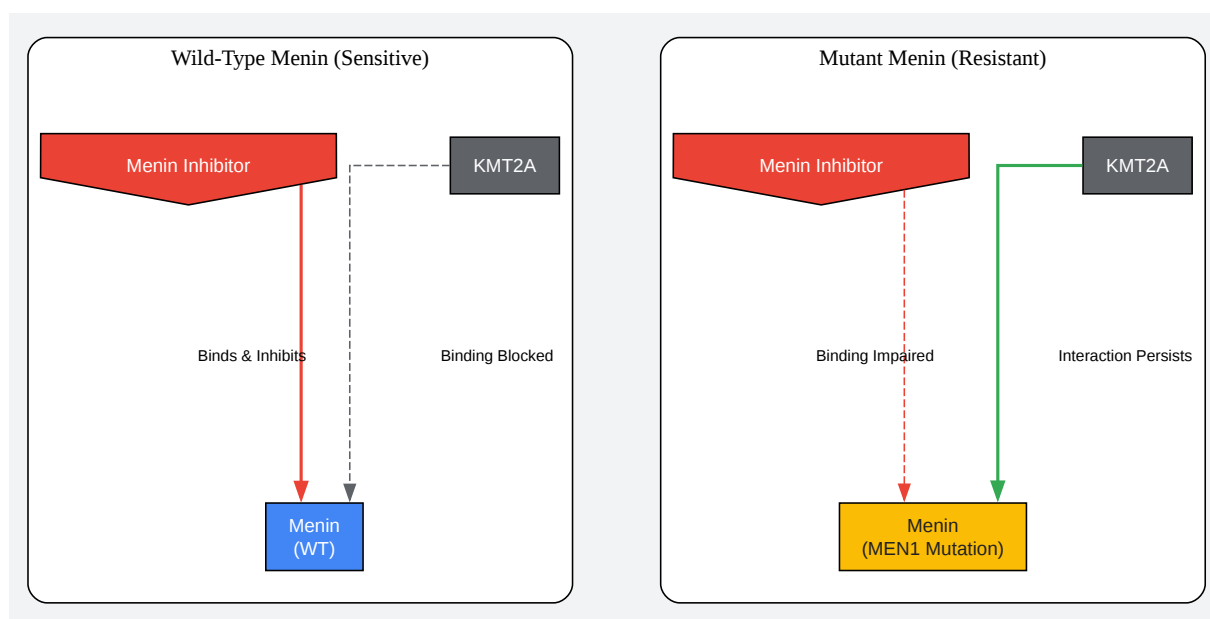 Wild-Type Menin (Sensitive)
Menin Inhibitor
KMT2A
Binds & Inhibits
Binding Blocked
Menin
(WT)
Mutant Menin (Resistant)
Menin Inhibitor
KMT2A
Binding Impaired
Interaction Persists
Menin
(MEN1 Mutation)